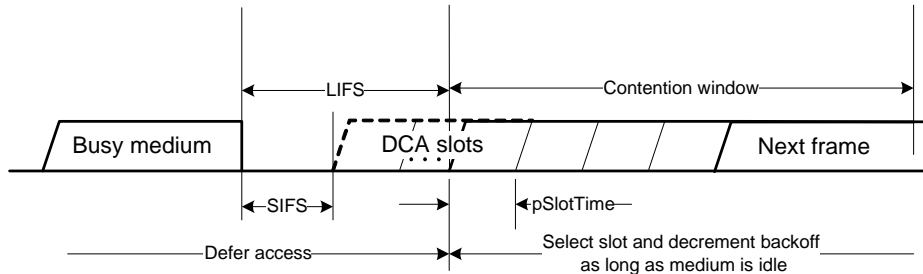 LIFS
Contention window
Busy medium
DCA slots
. . .
Next frame
SIFS
pSlotTime
Defer access
Select slot and decrement backoff
as long as medium is idle